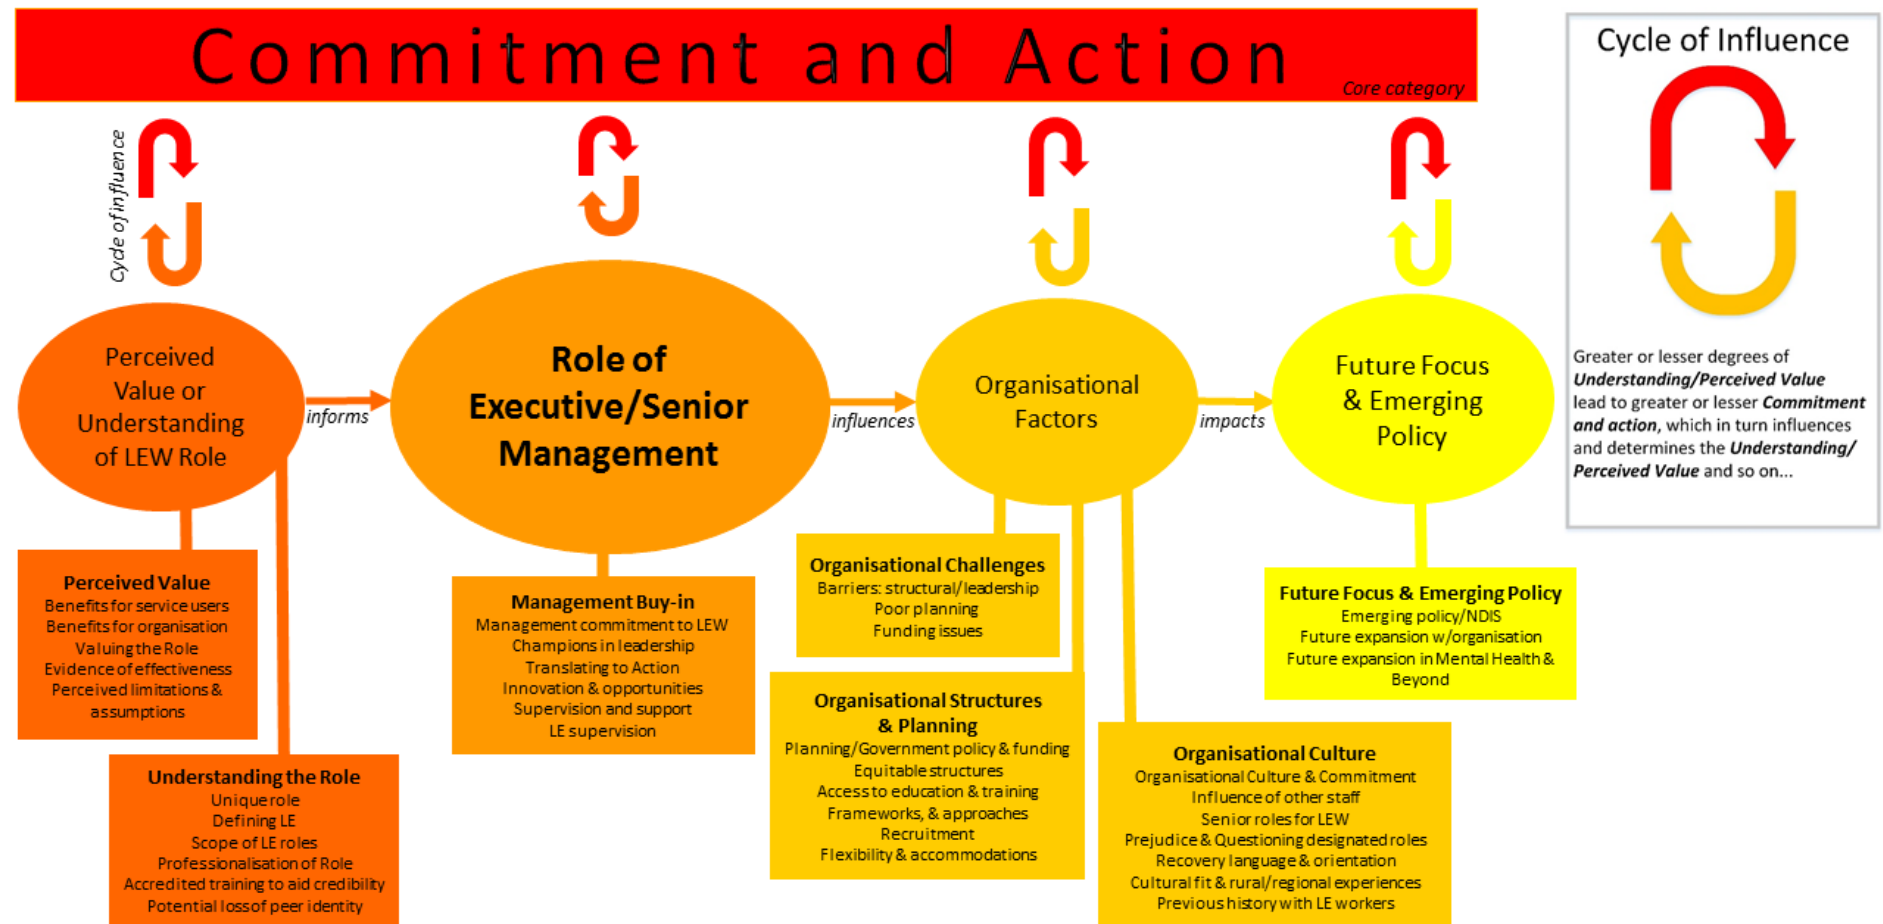 Commitment and Action
Core category
Cycle of influence
Perceived
Value or
Understanding
of LEW Role
informs
Role of
Executive/Senior
Management
influences
Organisational
Factors
impacts
Future Focus
& Emerging
Policy
Perceived Value
Benefits for service users
Benefits for organisation
Valuing the Role
Evidence of effectiveness
Perceived limitations &
assumptions
Understanding the Role
Unique role
Defining LE
Scope of LE roles
Professionalisation of Role
Accredited training to aid credibility
Potential loss of peer identity
Management Buy-in
Management commitment to LEW
Champions in leadership
Translating to Action
Innovation & opportunities
Supervision and support
LE supervision
Organisational Challenges
Barriers: structural/leadership
Poor planning
Funding issues
Organisational Structures
& Planning
Planning/Government policy & funding
Equitable structures
Access to education & training
Frameworks, & approaches
Recruitment
Flexibility & accommodations
Organisational Culture
Organisational Culture & Commitment
Influence of other staff
Senior roles for LEW
Prejudice & Questioning designated roles
Recovery language & orientation
Cultural fit & rural/regional experiences
Previous history with LE workers
Future Focus & Emerging Policy
Emerging policy/NDIS
Future expansion w/organisation
Future expansion in Mental Health &
Beyond
Cycle of Influence
Greater or lesser degrees of
Understanding/Perceived Value
lead to greater or lesser Commitment
and action, which in turn influences
and determines the Understanding/
Perceived Value and so on...